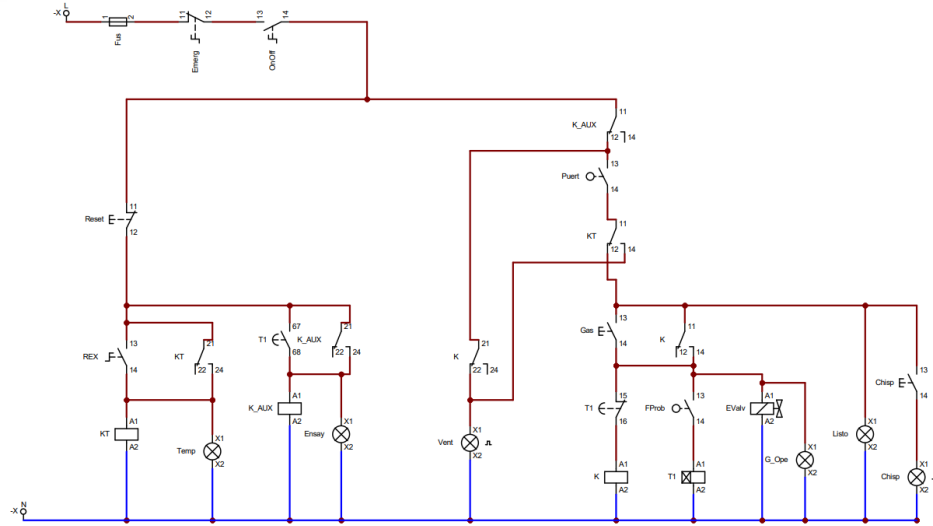 L
-X
1 2
Fus
11 12
Emerg
13 14
OnOff
11
K_AUX
12 14
13
Puert
14
11
Reset
12
11
KT
12 14
67
T1
68
K_AUX
21
22 24
13
REX
14
KT
21
22 24
K
21
22 24
13
Gas
14
11
K
12 14
13
Chisp
14
A1
KT
A2
X1
Temp
X2
A1
K_AUX
A2
X1
Ensay
X2
X1
Vent
X2
15
T1
16
13
FProb
14
A1
EValv
A2
X1
G_Ope
X2
X1
Listo
X2
A1
K
A2
A1
T1
A2
X1
Chisp
X2
N
-X